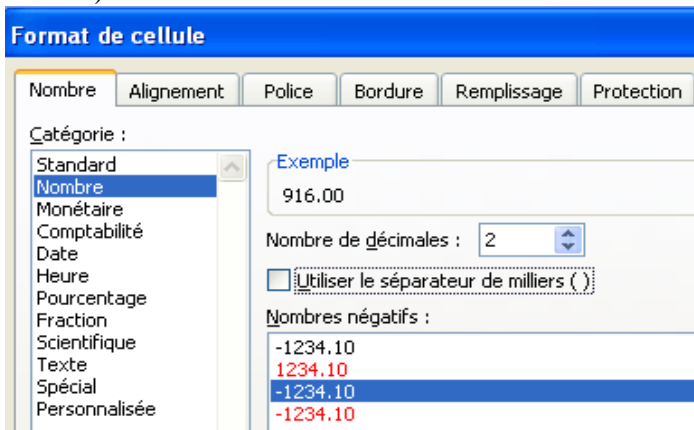 Format de cellule
Nombre Alignement Police Bordure Remplissage Protection
Catégorie :
Standard
Nombre
Monétaire
Comptabilité
Date
Heure
Pourcentage
Fraction
Scientifique
Texte
Spécial
Personnalisée
Exemple
916.00
Nombre de décimales : 2
Utiliser le séparateur de milliers ( )
Nombres négatifs :
-1234.10
1234.10
-1234.10
-1234.10